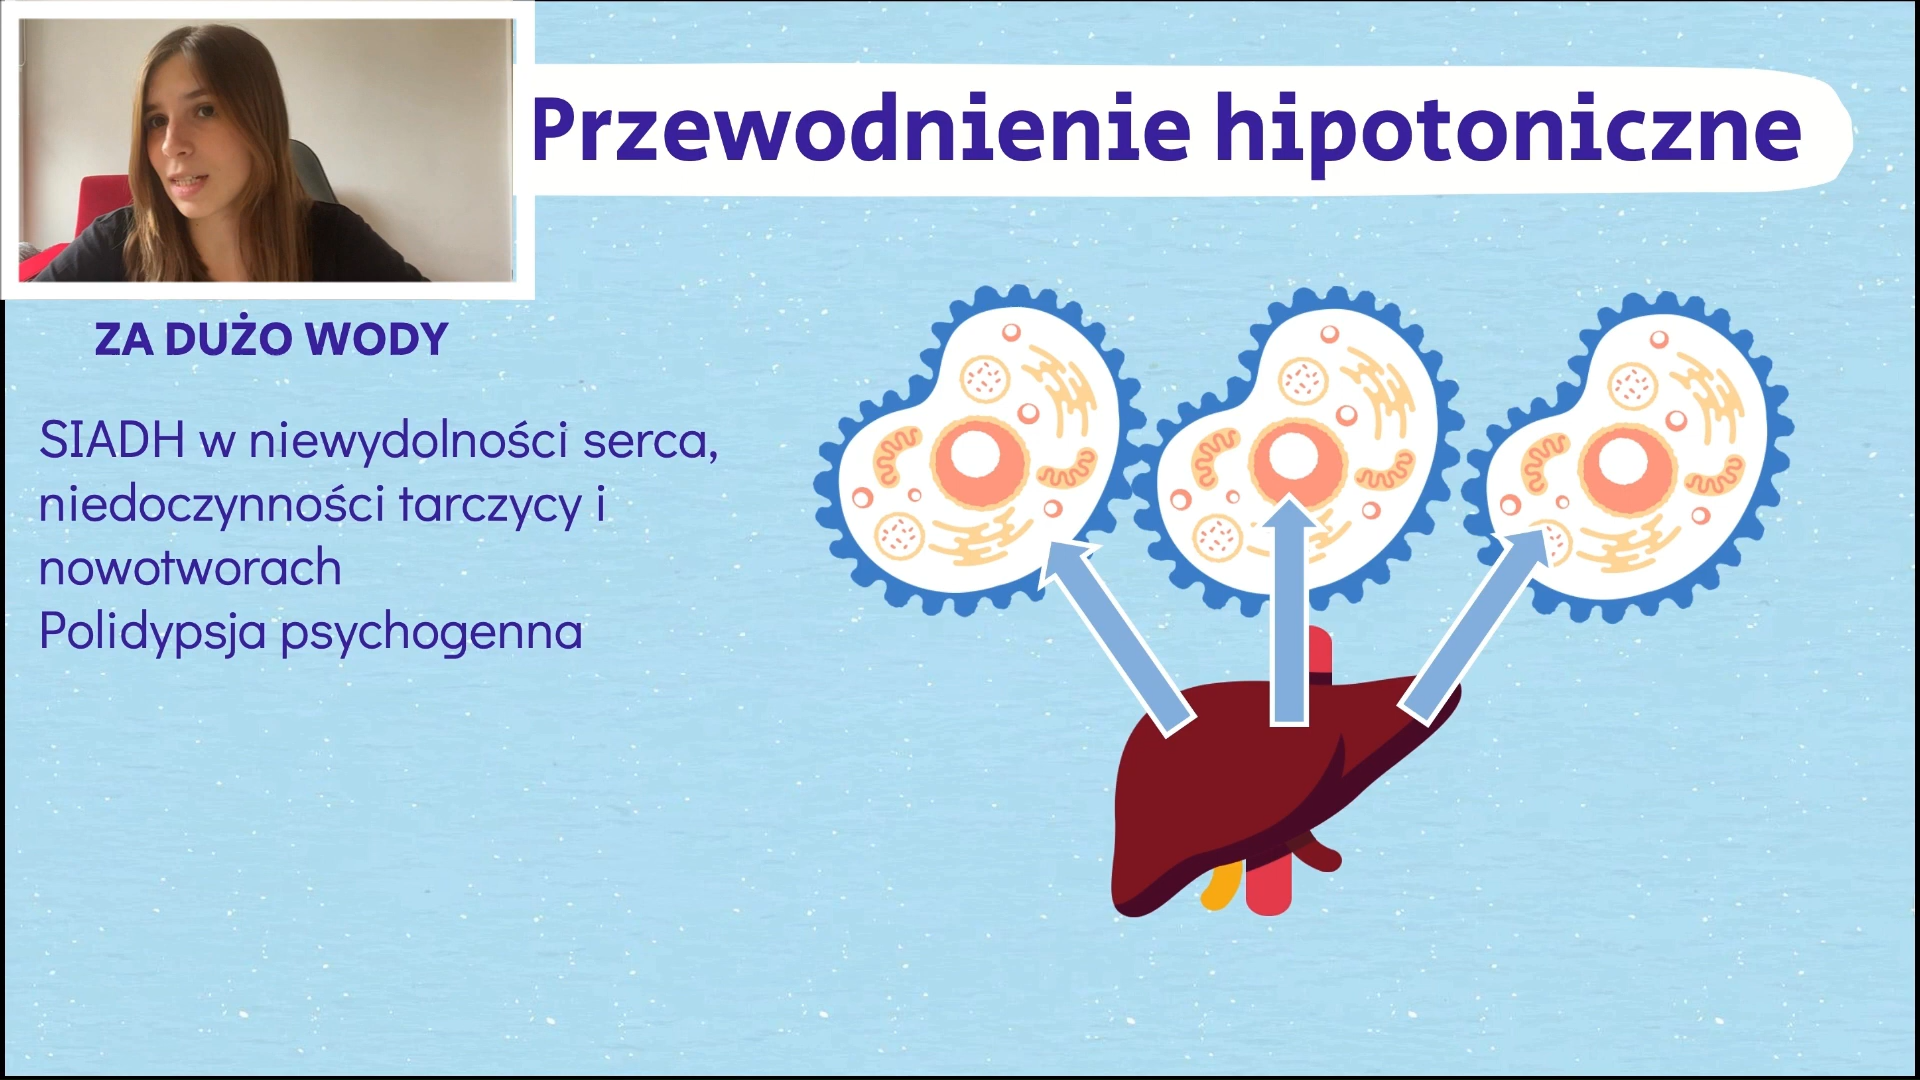 Przewodnienie hipotoniczne
ZA DUŻO WODY
SIADH w niewydolności serca,
niedoczynności tarczycy i
nowotworach
Polidypsja psychogenna